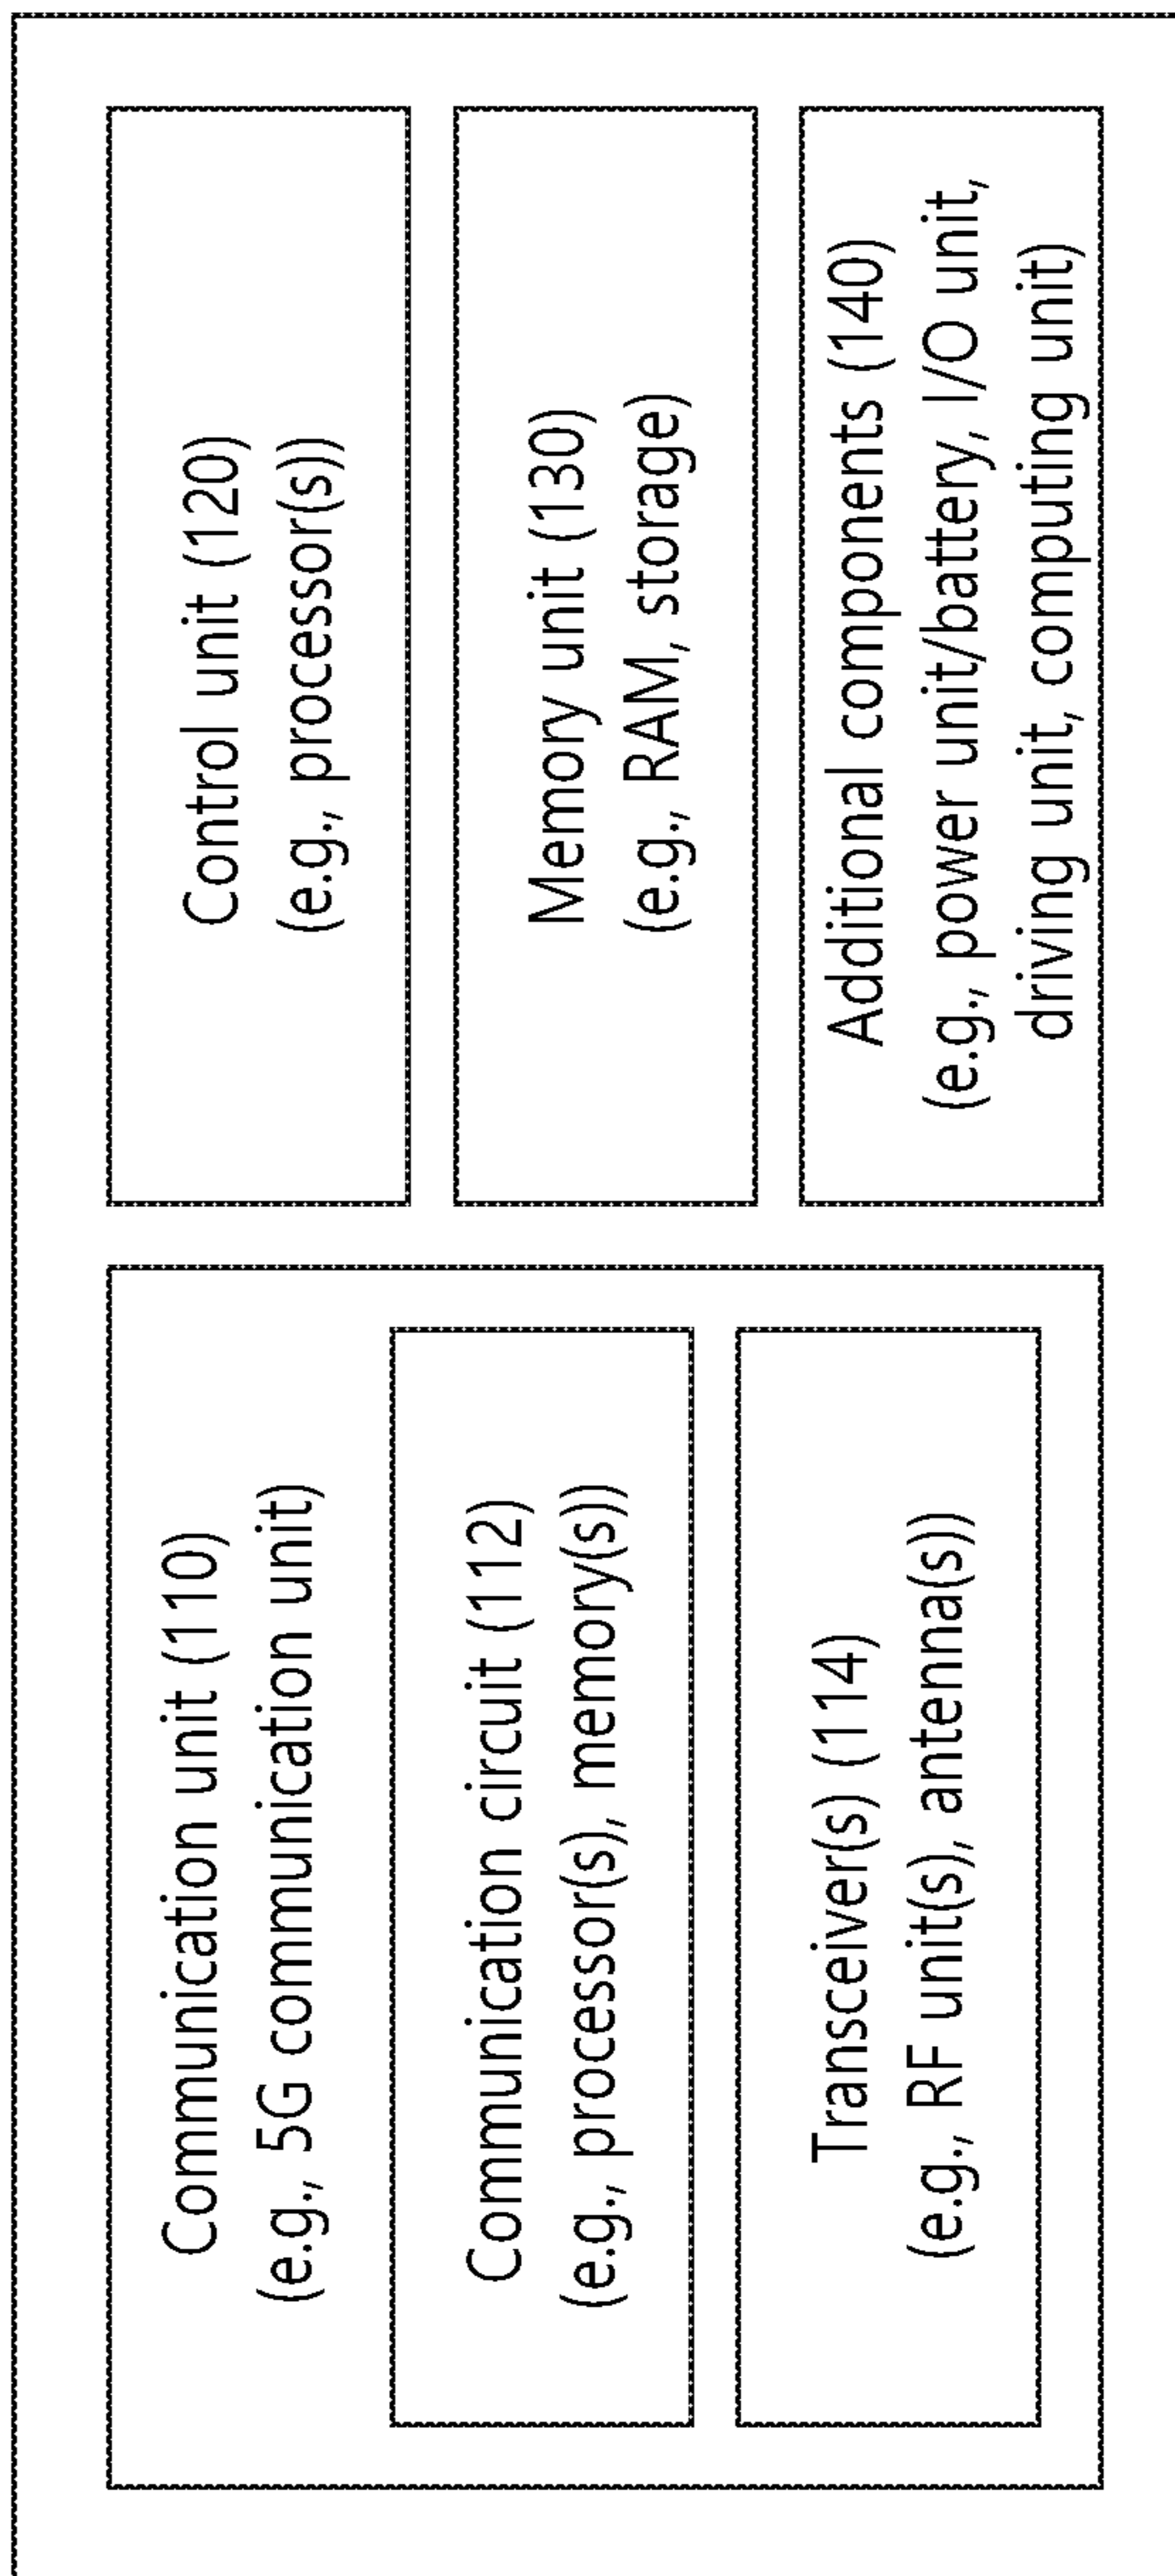 Communication unit (110)
(e.g., 5G communication unit)
Communication circuit (112)
(e.g., processor(s), memory(s))
Transceiver(s) (114)
(e.g., RF unit(s), antenna(s))
Control unit (120)
(e.g., processor(s))
Memory unit (130)
(e.g., RAM, storage)
Additional components (140)
(e.g., power unit/battery, I/O unit,
driving unit, computing unit)